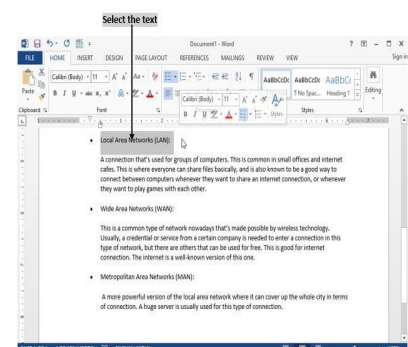 Select the text
Document1 - Word
FILE HOME INSERT DESIGN PAGE LAYOUT REFERENCES MAILINGS REVIEW VIEW Sign in
Calibri (Body) 11
Paste
AaBbCcDc AaBbCcDc AaBbCc
¶ No Spac... Heading 1
Editing
Clipboard Font Styles
Calibri (Body) 11
Styles
• Local Area Networks (LAN):
A connection that's used for groups of computers. This is common in small offices and internet
cafes. This is where everyone can share files basically, and is also known to be a good way to
connect between computers whenever they want to share an internet connection, or whenever
they want to play games with each other.
• Wide Area Networks (WAN):
This is a common type of network nowadays that's made possible by wireless technology.
Usually, a credential or service from a certain company is needed to enter a connection in this
type of network, but there are others that can be used for free. This is good for internet
connection. The internet is a well-known version of this one.
• Metropolitan Area Networks (MAN):
A more powerful version of the local area network where it can cover up the whole city in terms
of connection. A huge server is usually used for this type of connection.